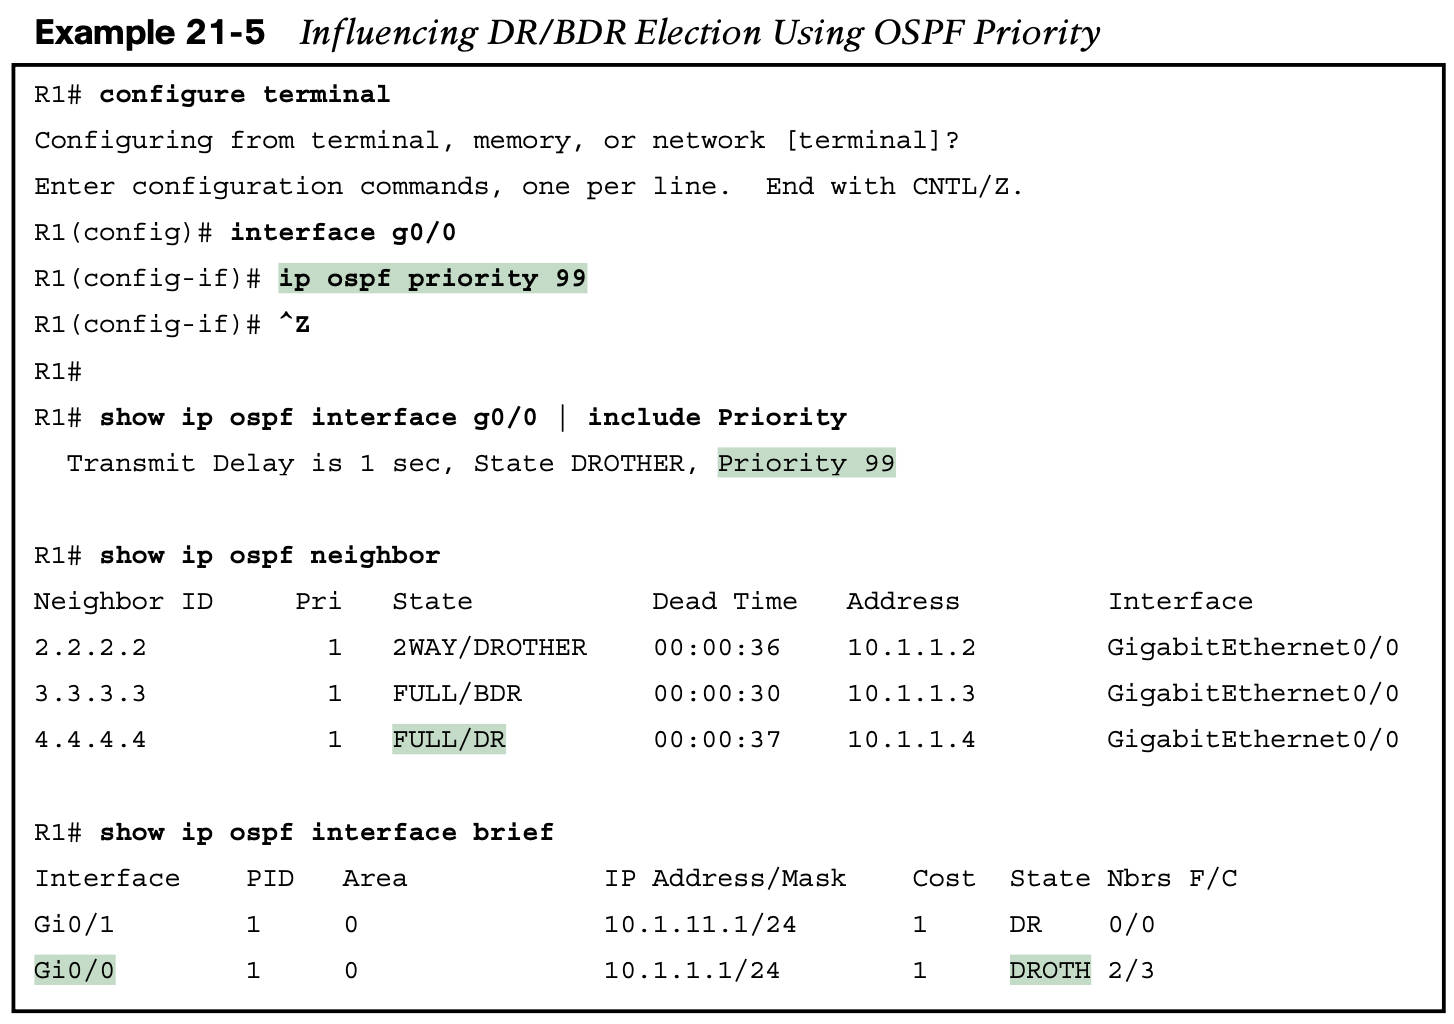 Example 21-5 Influencing DR/BDR Election Using OSPF Priority
R1# configure terminal
Configuring from terminal, memory, or network [terminal]?
Enter configuration commands, one per line.  End with CNTL/Z.
R1(config)# interface g0/0
R1(config-if)# ip ospf priority 99
R1(config-if)# ^Z
R1#
R1# show ip ospf interface g0/0 | include Priority
  Transmit Delay is 1 sec, State DROTHER, Priority 99
R1# show ip ospf neighbor
Neighbor ID     Pri   State           Dead Time   Address         Interface
2.2.2.2           1   2WAY/DROTHER    00:00:36    10.1.1.2        GigabitEthernet0/0
3.3.3.3           1   FULL/BDR        00:00:30    10.1.1.3        GigabitEthernet0/0
4.4.4.4           1   FULL/DR         00:00:37    10.1.1.4        GigabitEthernet0/0
R1# show ip ospf interface brief
Interface    PID   Area            IP Address/Mask    Cost  State Nbrs F/C
Gi0/1        1     0               10.1.11.1/24       1     DR    0/0
Gi0/0        1     0               10.1.1.1/24        1     DROTH 2/3